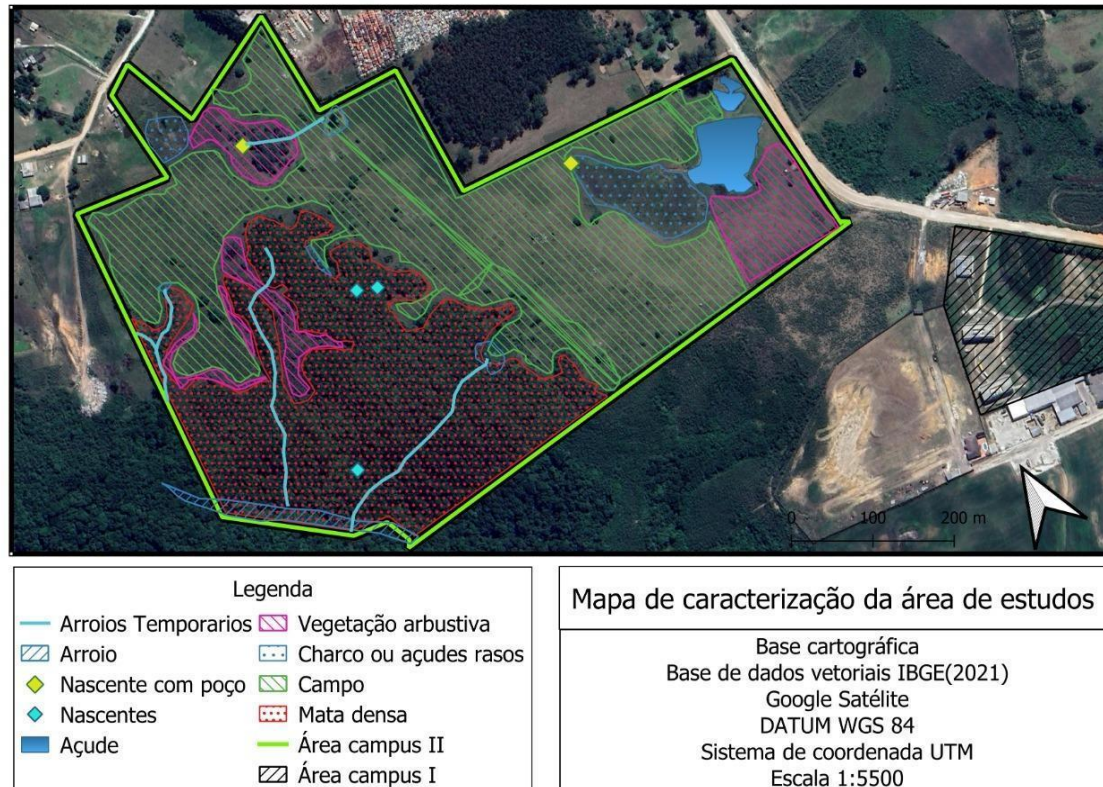 0 100 200 m
Legenda
Arroios Temporarios
Arroio
Nascente com poço
Nascentes
Açude
Vegetação arbustiva
Charco ou açudes rasos
Campo
Mata densa
Área campus II
Área campus I
Mapa de caracterização da área de estudos
Base cartográfica
Base de dados vetoriais IBGE(2021)
Google Satélite
DATUM WGS 84
Sistema de coordenada UTM
Escala 1:5500